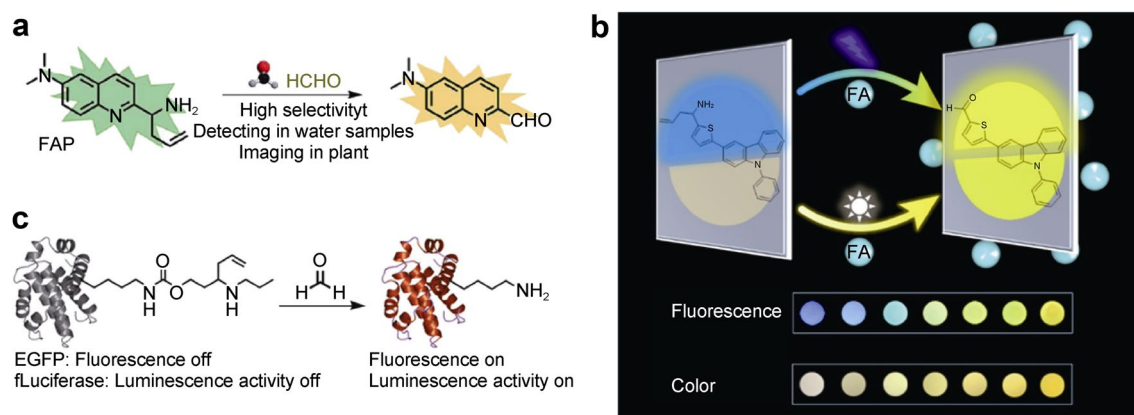 a
N
N
NH2
FAP
HCHO
High selectivityt
Detecting in water samples
Imaging in plant
N
N
CHO
b
NH2
S
N
FA
FA
H
O
S
N
Fluorescence
Color
c
O
N
H
O
HN
O
H
H
NH2
EGFP: Fluorescence off
fLuciferase: Luminescence activity off
Fluorescence on
Luminescence activity on